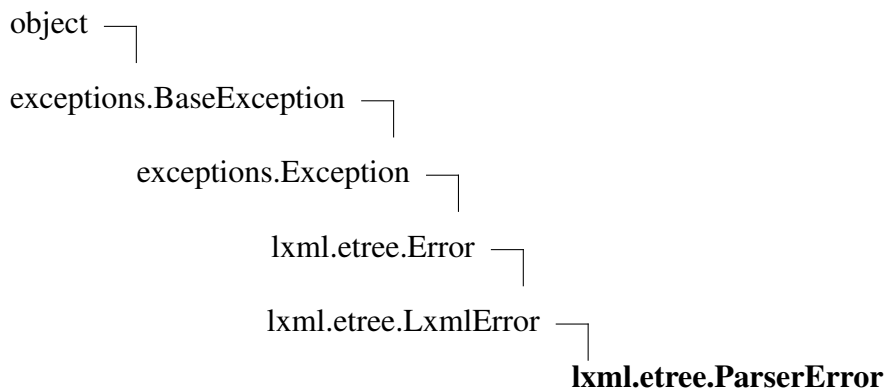 object
exceptions.BaseException
exceptions.Exception
lxml.etree.Error
lxml.etree.LxmlError
lxml.etree.ParserError